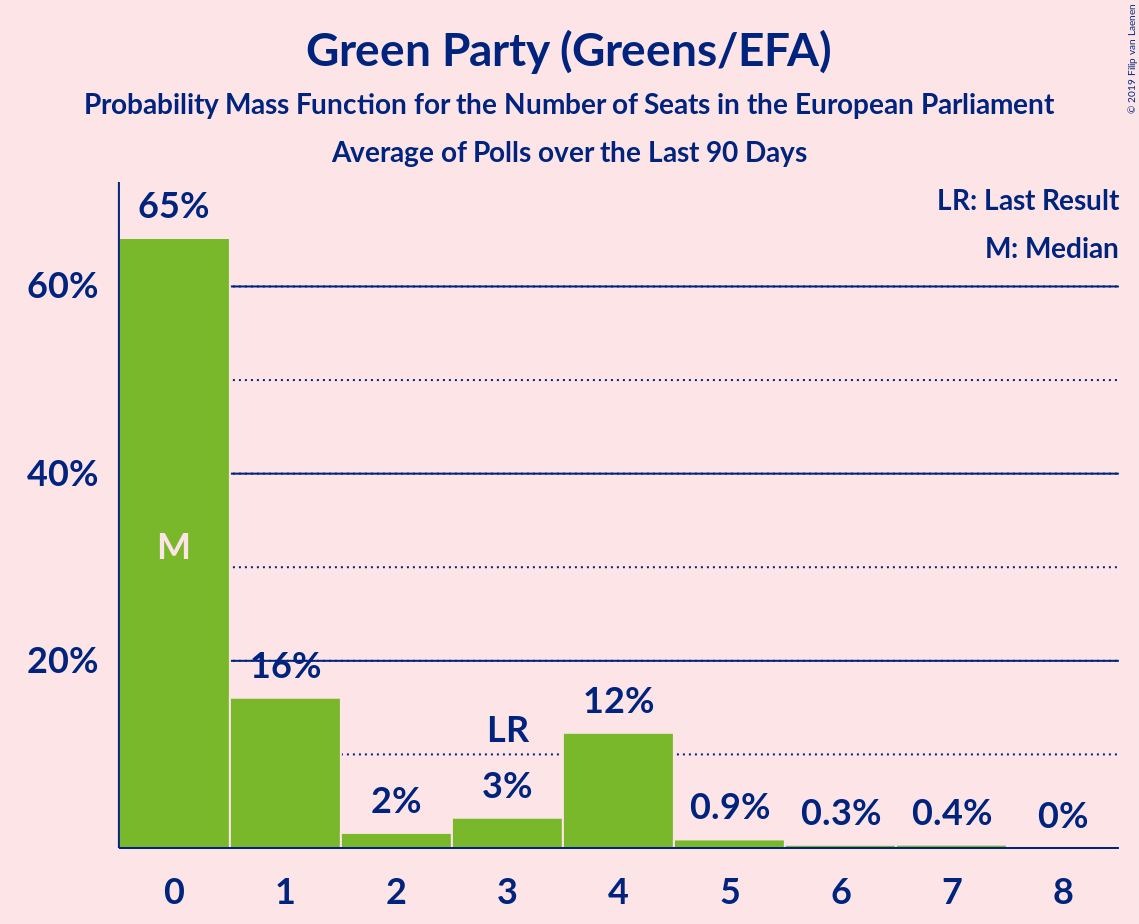 Green Party (Greens/EFA)
Probability Mass Function for the Number of Seats in the European Parliament
Average of Polls over the Last 90 Days
© 2019 Filip van Laenen
LR: Last Result
M: Median
65%
60%
40%
M
20%
16%
12%
LR
3%
2%
0.9%
0.3%
0.4%
0%
0 1 2 3 4 5 6 7 8